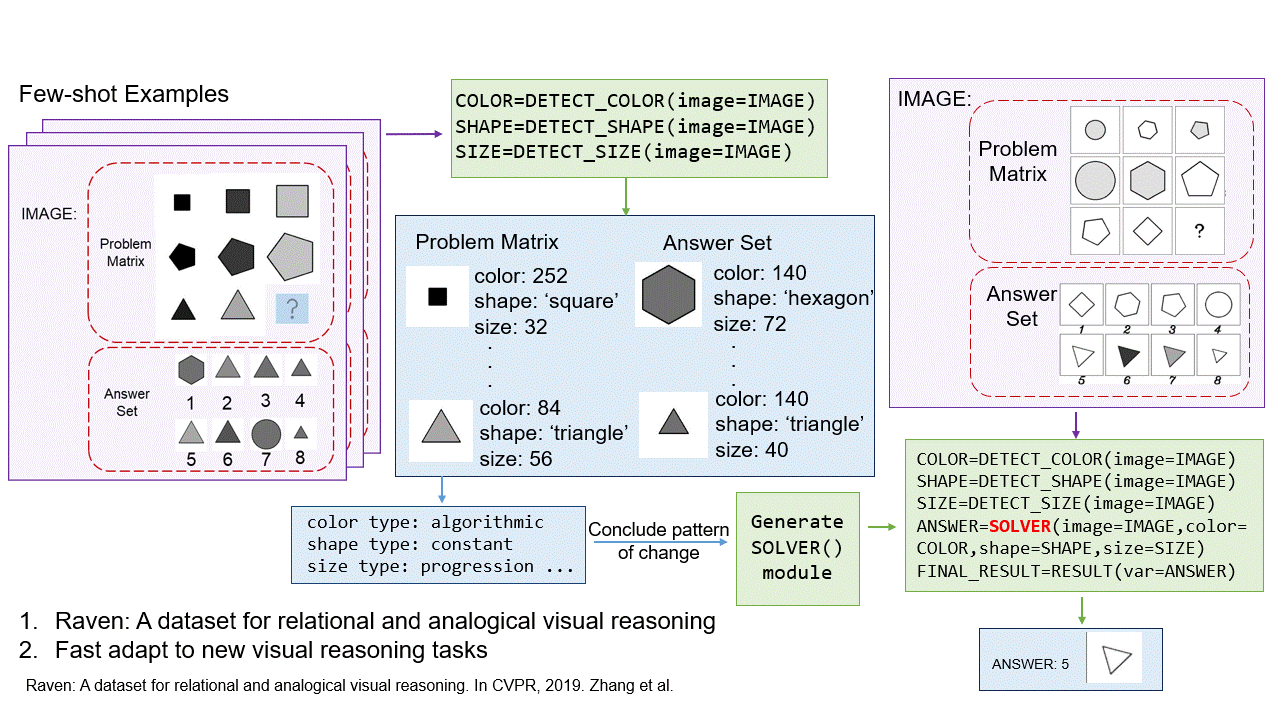 Few-shot Examples
IMAGE:
Problem
Matrix
?
Answer
Set
1 2 3 4
5 6 7 8
COLOR=DETECT_COLOR(image=IMAGE)
SHAPE=DETECT_SHAPE(image=IMAGE)
SIZE=DETECT_SIZE(image=IMAGE)
Problem Matrix
color: 252
shape: ‘square’
size: 32
.
.
.
color: 84
shape: ‘triangle’
size: 56
Answer Set
color: 140
shape: ‘hexagon’
size: 72
.
.
.
color: 140
shape: ‘triangle’
size: 40
color type: algorithmic
shape type: constant
size type: progression ...
Conclude pattern
of change
Generate
SOLVER()
module
IMAGE:
Problem
Matrix
?
Answer
Set
1 2 3 4
5 6 7 8
COLOR=DETECT_COLOR(image=IMAGE)
SHAPE=DETECT_SHAPE(image=IMAGE)
SIZE=DETECT_SIZE(image=IMAGE)
ANSWER=SOLVER(image=IMAGE,color=
COLOR,shape=SHAPE,size=SIZE)
FINAL_RESULT=RESULT(var=ANSWER)
ANSWER: 5
1. Raven: A dataset for relational and analogical visual reasoning
2. Fast adapt to new visual reasoning tasks
Raven: A dataset for relational and analogical visual reasoning. In CVPR, 2019. Zhang et al.